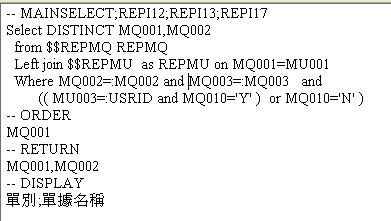 -- MAINSELECT;REPI12;REPI13;REPI17
Select DISTINCT MQ001,MQ002
from $$REPMQ REPMQ
Left join $$REPMU as REPMU on MQ001=MU001
Where MQ002=:MQ002 and MQ003=:MQ003 and
(( MU003=:USRID and MQ010='Y' ) or MQ010='N' )
-- ORDER
MQ001
-- RETURN
MQ001,MQ002
-- DISPLAY
單別;單據名稱